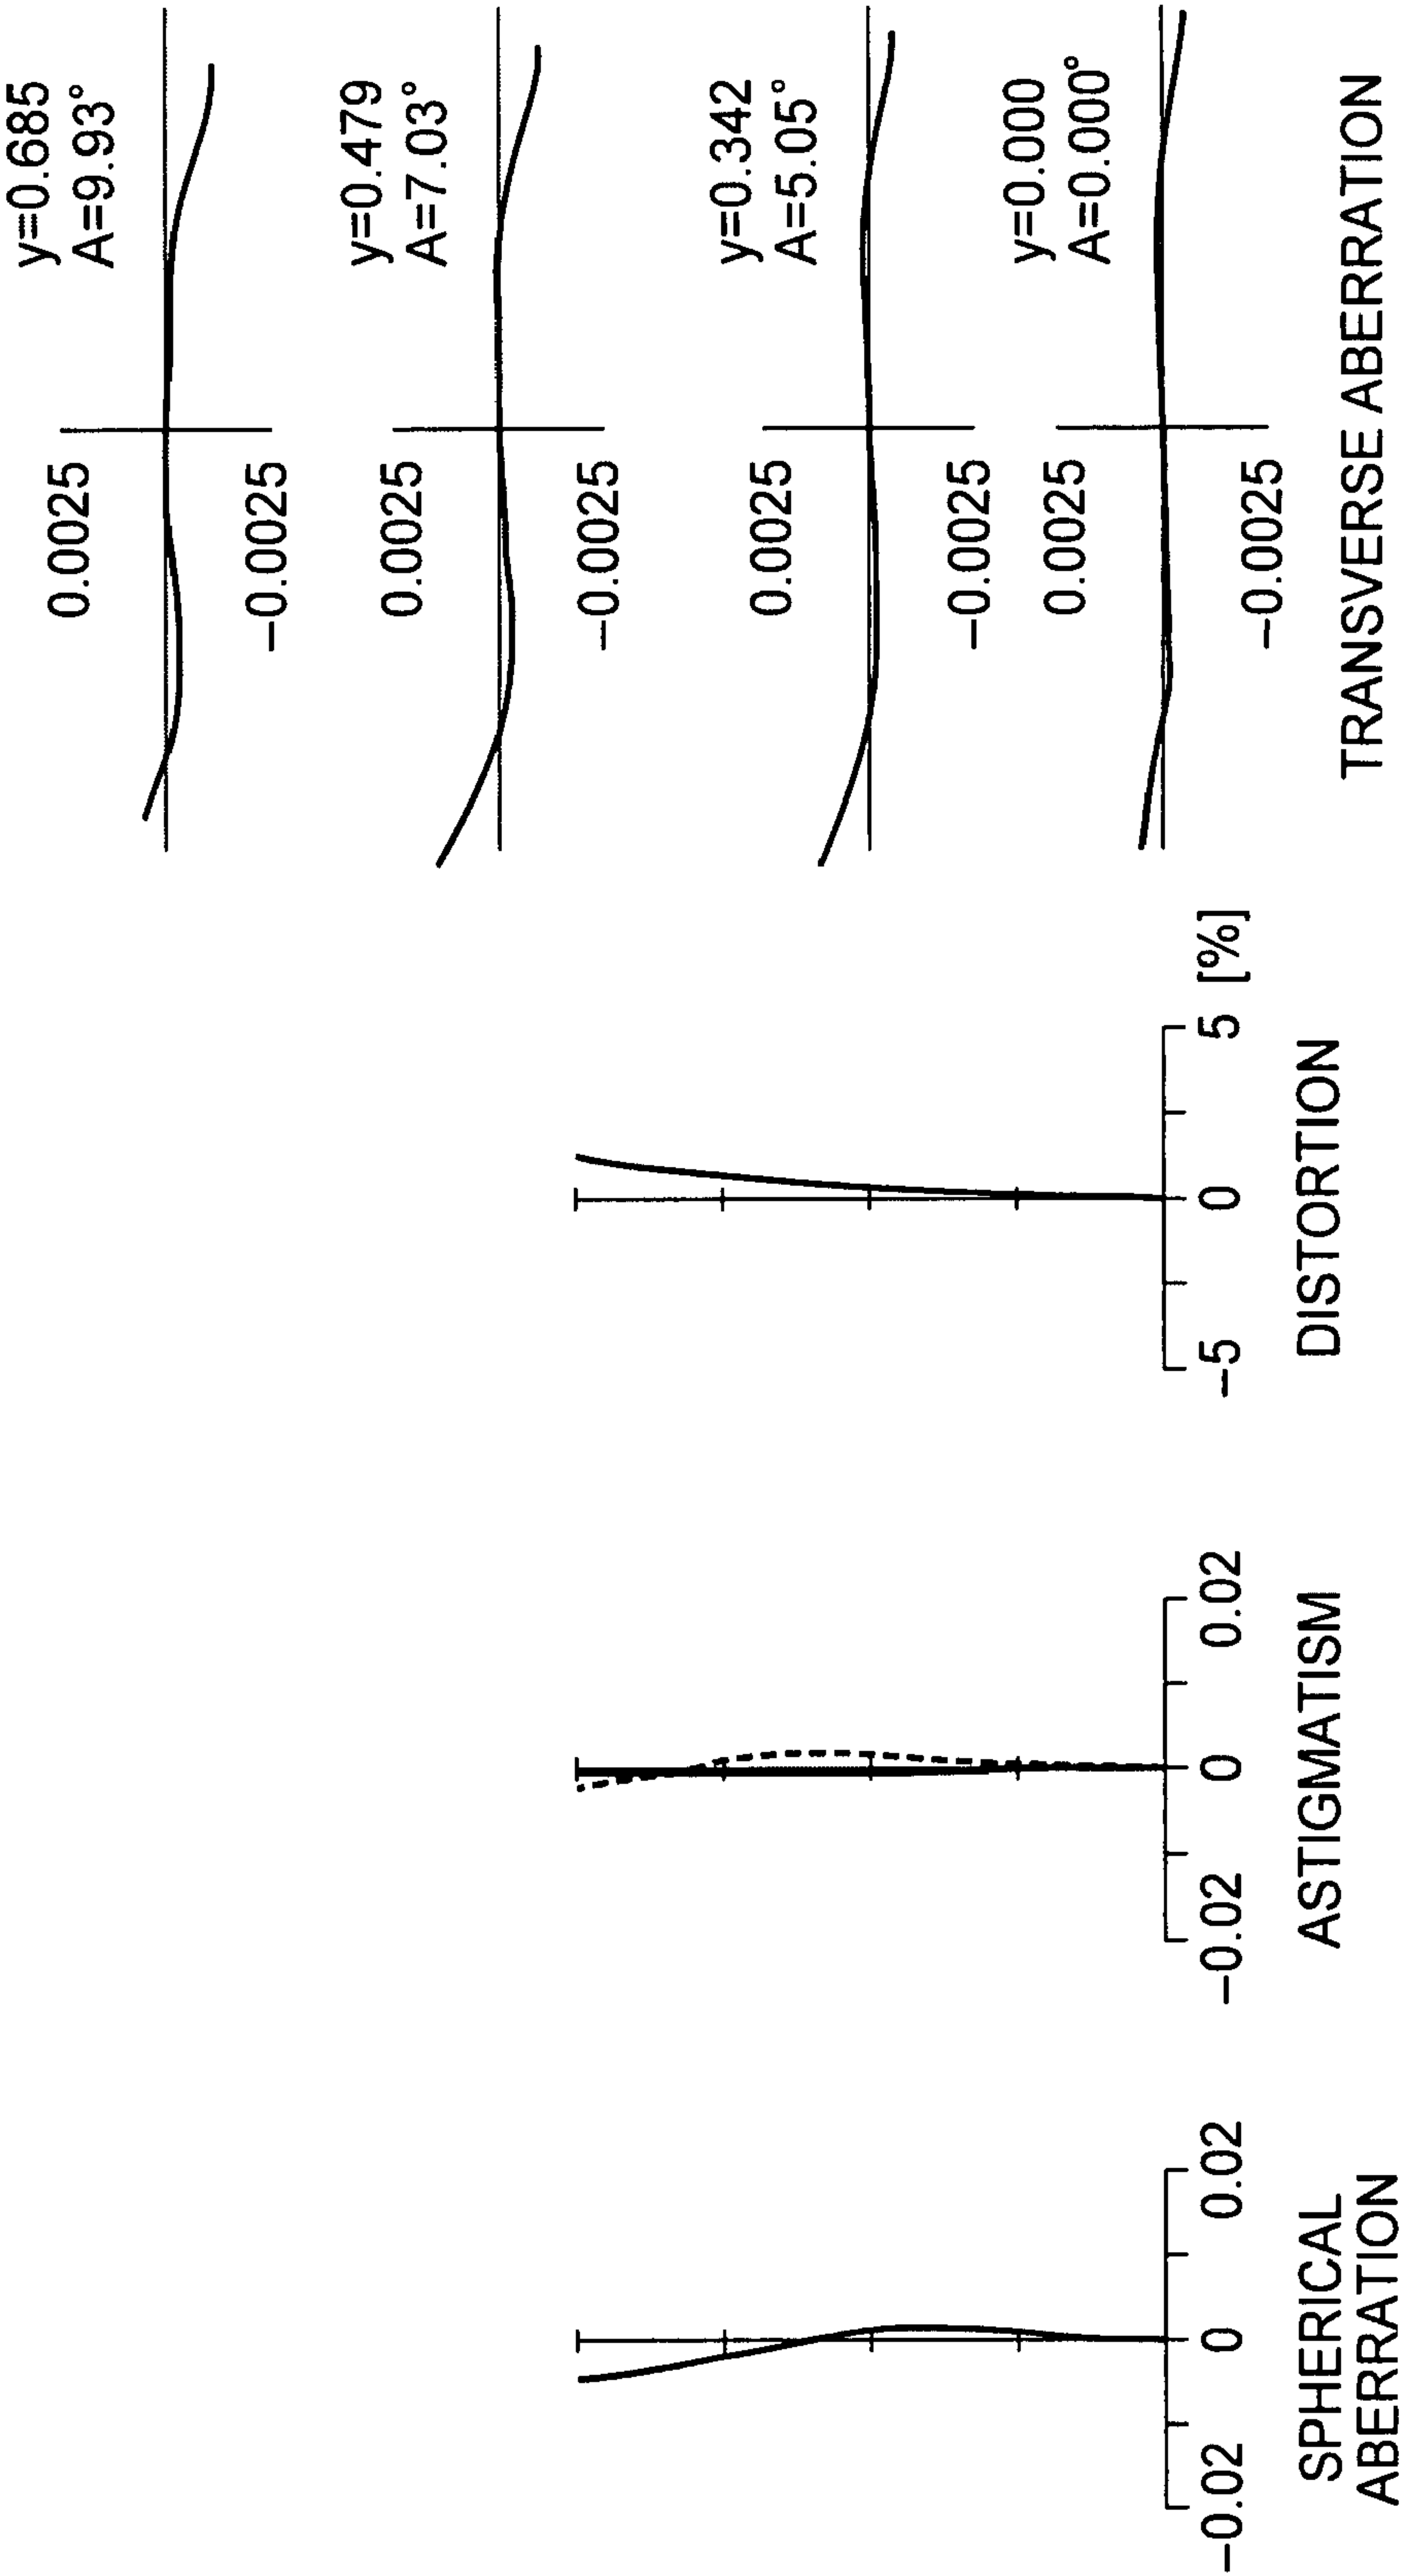 −0.02
0
0.02
SPHERICAL
ABERRATION
−0.02
0
0.02
ASTIGMATISM
−5
0
5
[%]
DISTORTION
y=0.685
A=9.93°
0.0025
−0.0025
y=0.479
A=7.03°
0.0025
−0.0025
y=0.342
A=5.05°
0.0025
−0.0025
y=0.000
A=0.000°
0.0025
−0.0025
TRANSVERSE ABERRATION